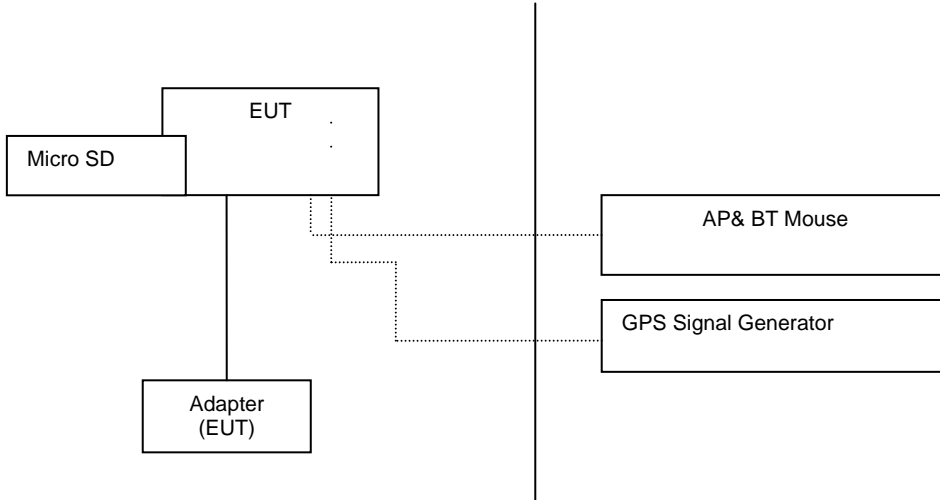 EUT
Micro SD
AP& BT Mouse
GPS Signal Generator
Adapter
(EUT)